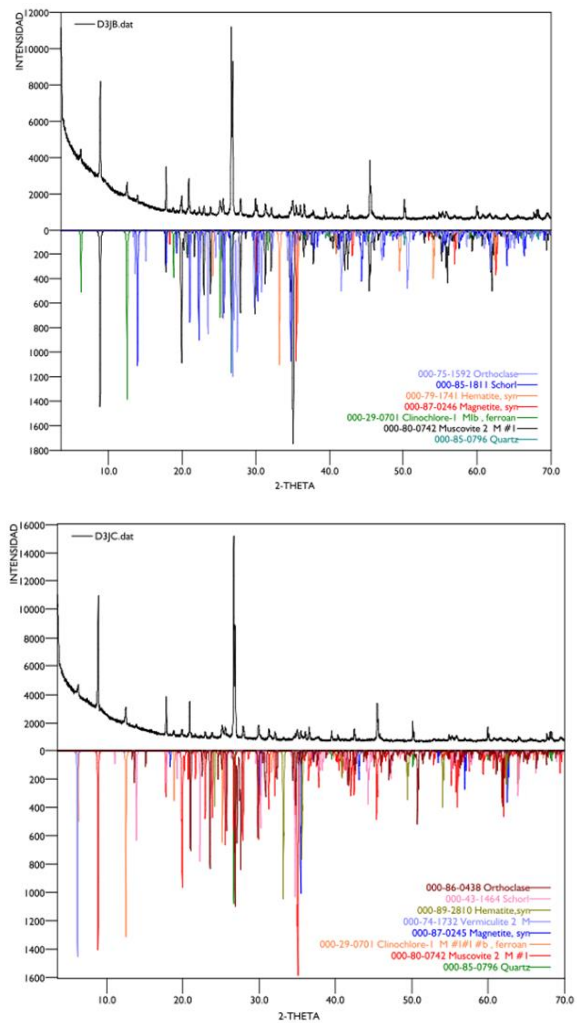 INTENSIDAD
D3JB.dat
12000
10000
8000
6000
4000
2000
0
200
400
600
800
1000
1200
1400
1600
1800
000-75-1592 Orthoclase
000-85-1811 Schorl
000-79-1741 Hematite, syn
000-87-0246 Magnetite, syn
000-29-0701 Clinochlore-1 MIb , ferroan
000-80-0742 Muscovite 2 M #1
000-85-0796 Quartz
10.0 20.0 30.0 40.0 50.0 60.0 70.0
2-THETA
INTENSIDAD
D3JC.dat
16000
14000
12000
10000
8000
6000
4000
2000
0
200
400
600
800
1000
1200
1400
1600
000-86-0438 Orthoclase
000-43-1464 Schorl
000-89-2810 Hematite,syn
000-74-1732 Vermiculite 2 M
000-87-0245 Magnetite, syn
000-29-0701 Clinochlore-1 M #I#I #b , ferroan
000-80-0742 Muscovite 2 M #1
000-85-0796 Quartz
10.0 20.0 30.0 40.0 50.0 60.0 70.0
2-THETA